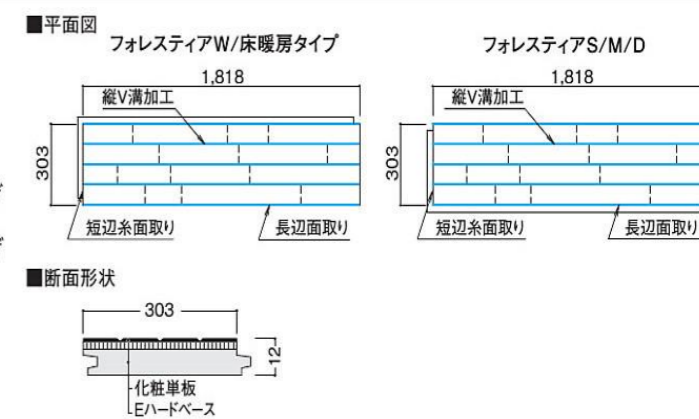 ■平面図
フォレスティアW/床暖房タイプ
フォレスティアS/M/D
1,818
1,818
縦V溝加工
縦V溝加工
303
303
短辺糸面取り
長辺面取り
短辺糸面取り
長辺面取り
■断面形状
303
12
化粧単板
Eハードベース